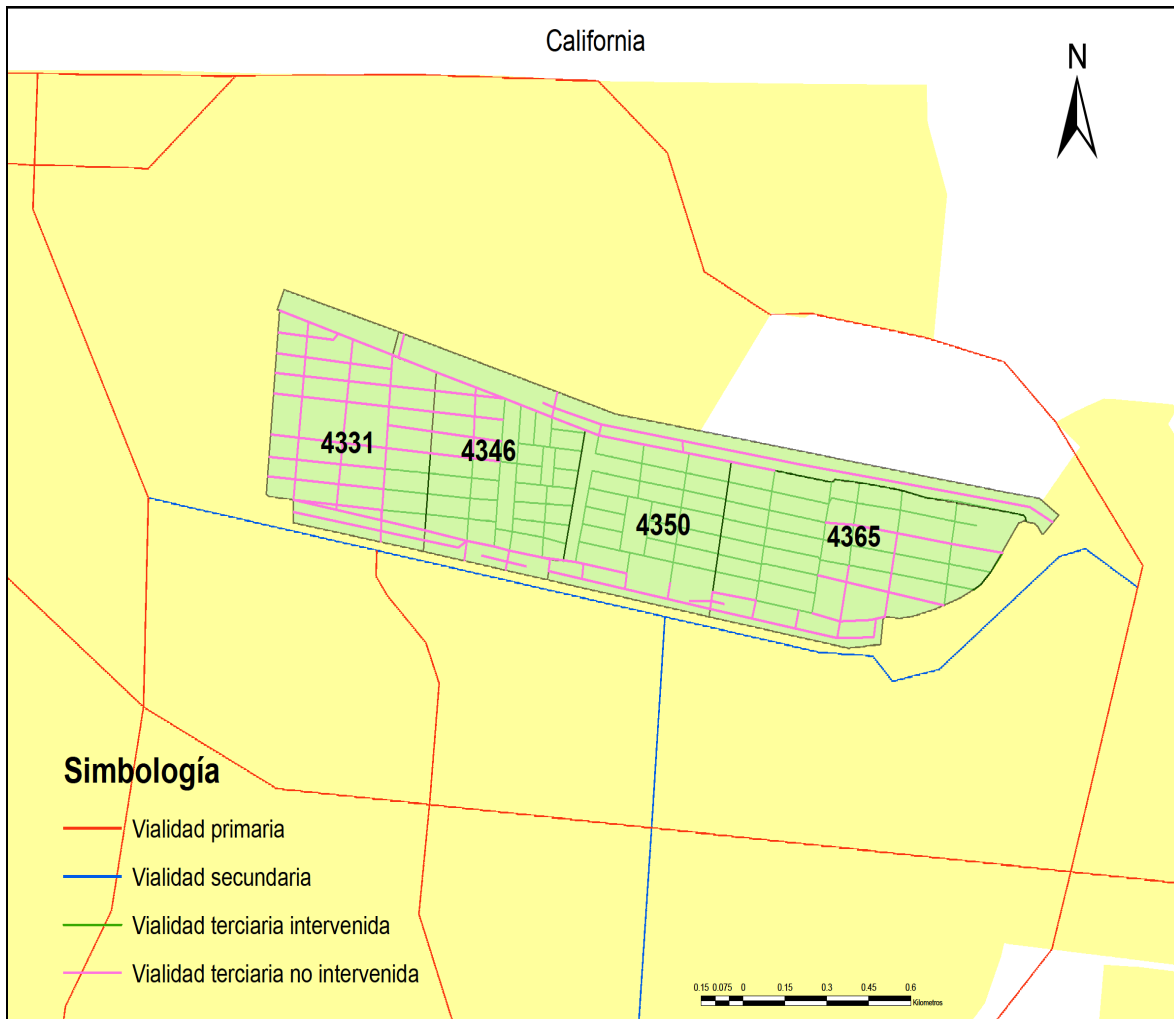 California
N
4331
4346
4350
4365
Simbología
Vialidad primaria
Vialidad secundaria
Vialidad terciaria intervenida
Vialidad terciaria no intervenida
0.15 0.075 0 0.15 0.3 0.45 0.6
Kilometros